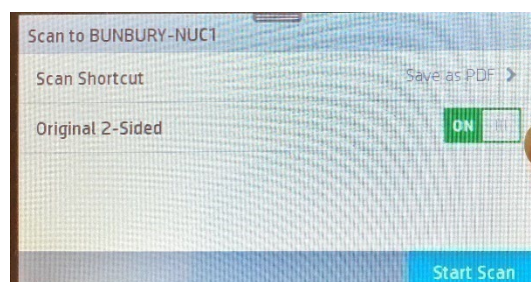 Scan to BUNBURY-NUC1
Scan Shortcut Save as PDF
Original 2-Sided ON
Start Scan